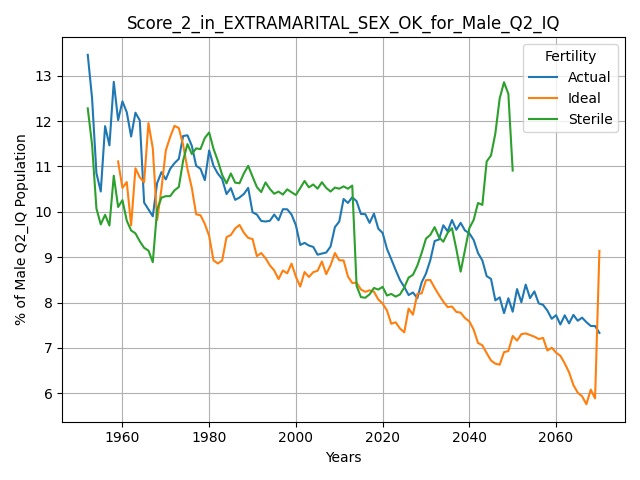 Score_2_in_EXTRAMARITAL_SEX_OK_for_Male_Q2_IQ
Fertility
Actual
Ideal
Sterile
% of Male Q2_IQ Population
13
12
11
10
9
8
7
6
1960 1980 2000 2020 2040 2060
Years